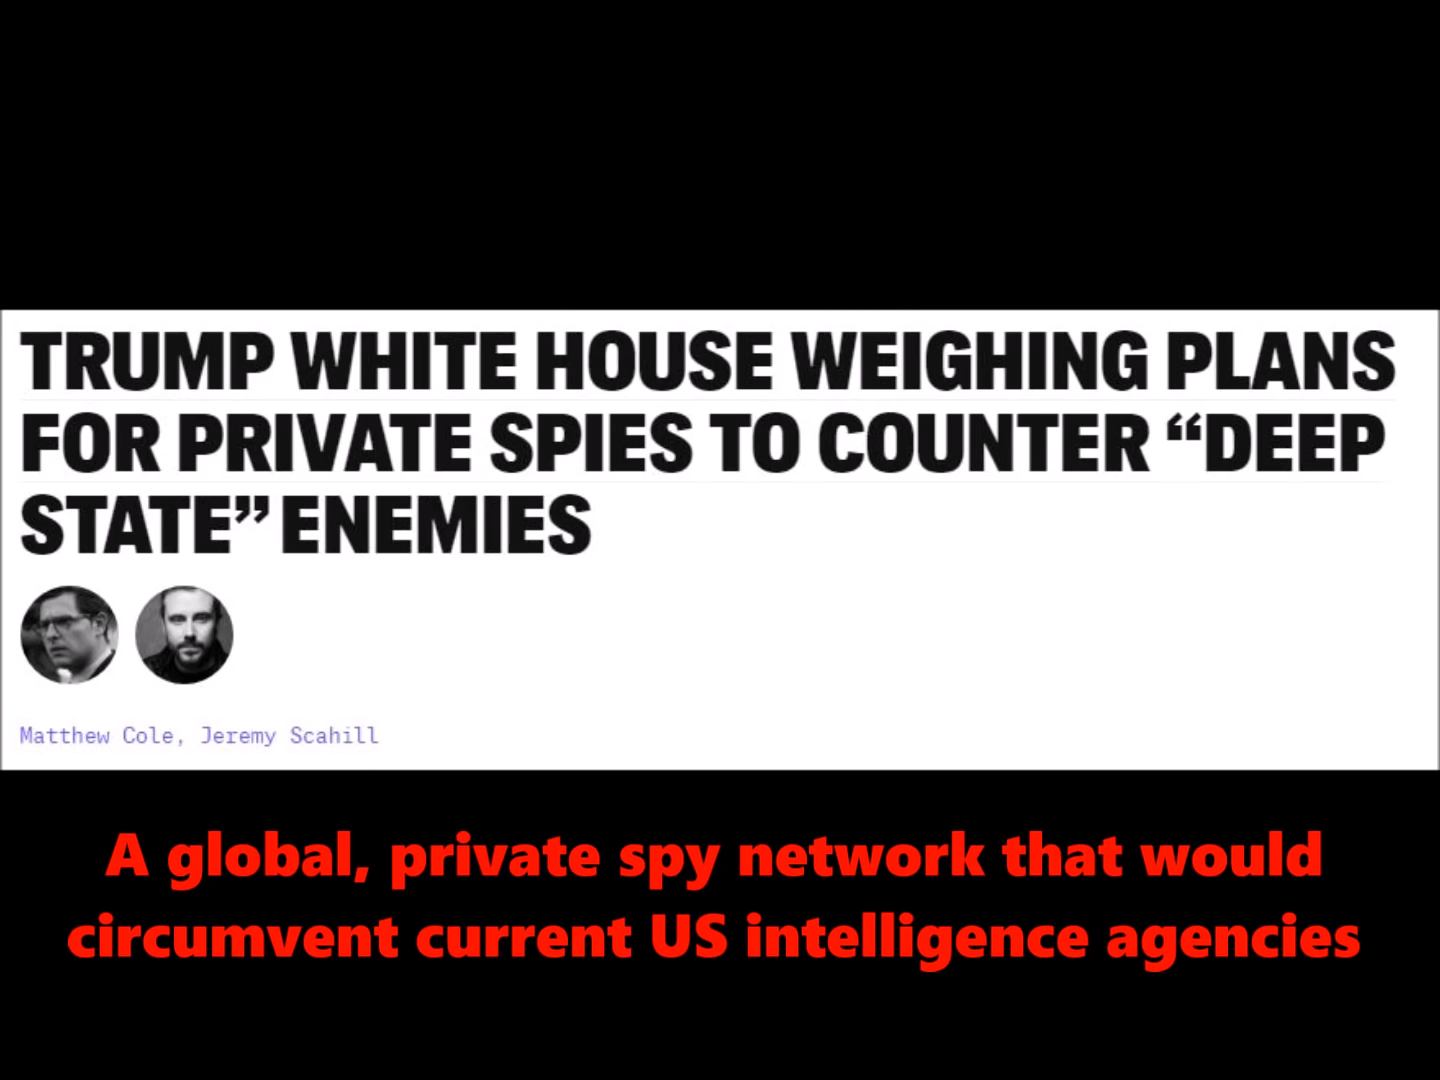 TRUMP WHITE HOUSE WEIGHING PLANS
FOR PRIVATE SPIES TO COUNTER “DEEP
STATE” ENEMIES
Matthew Cole, Jeremy Scahill
A global, private spy network that would
circumvent current US intelligence agencies